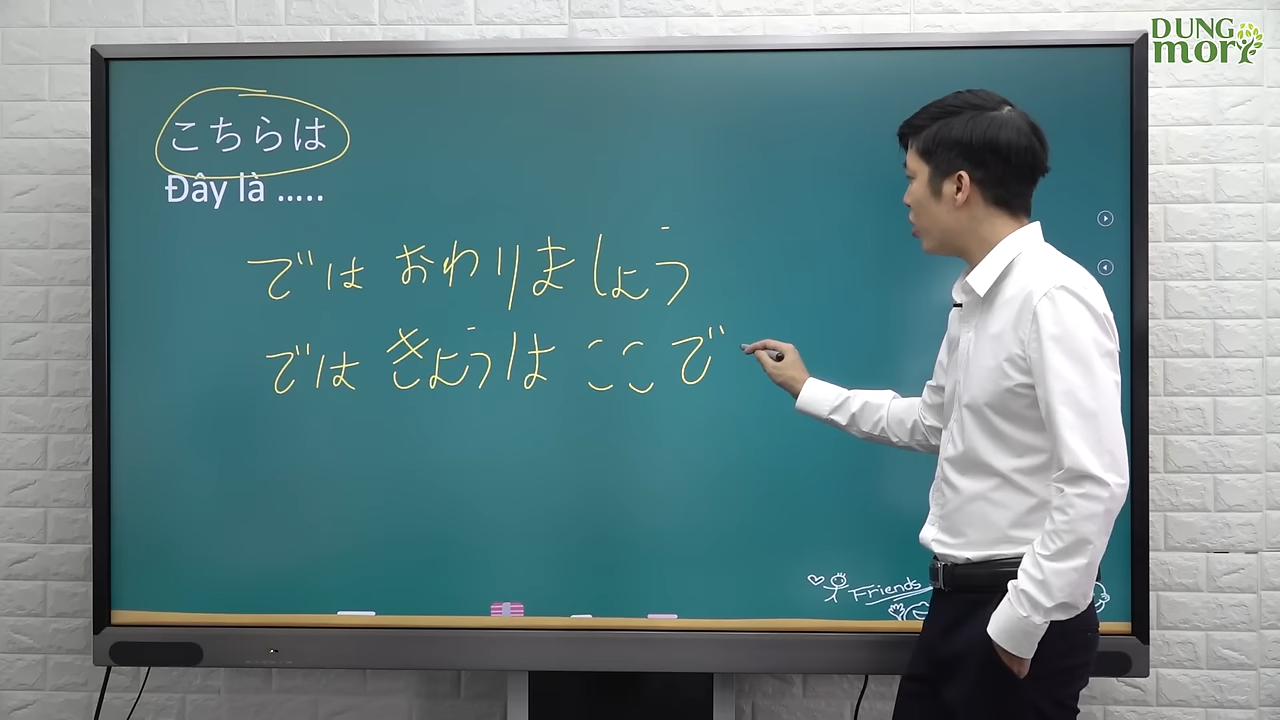 DUNG
mori
こちらは
Đây là .....
では おわりましょう
では きょうは ここで
Friends